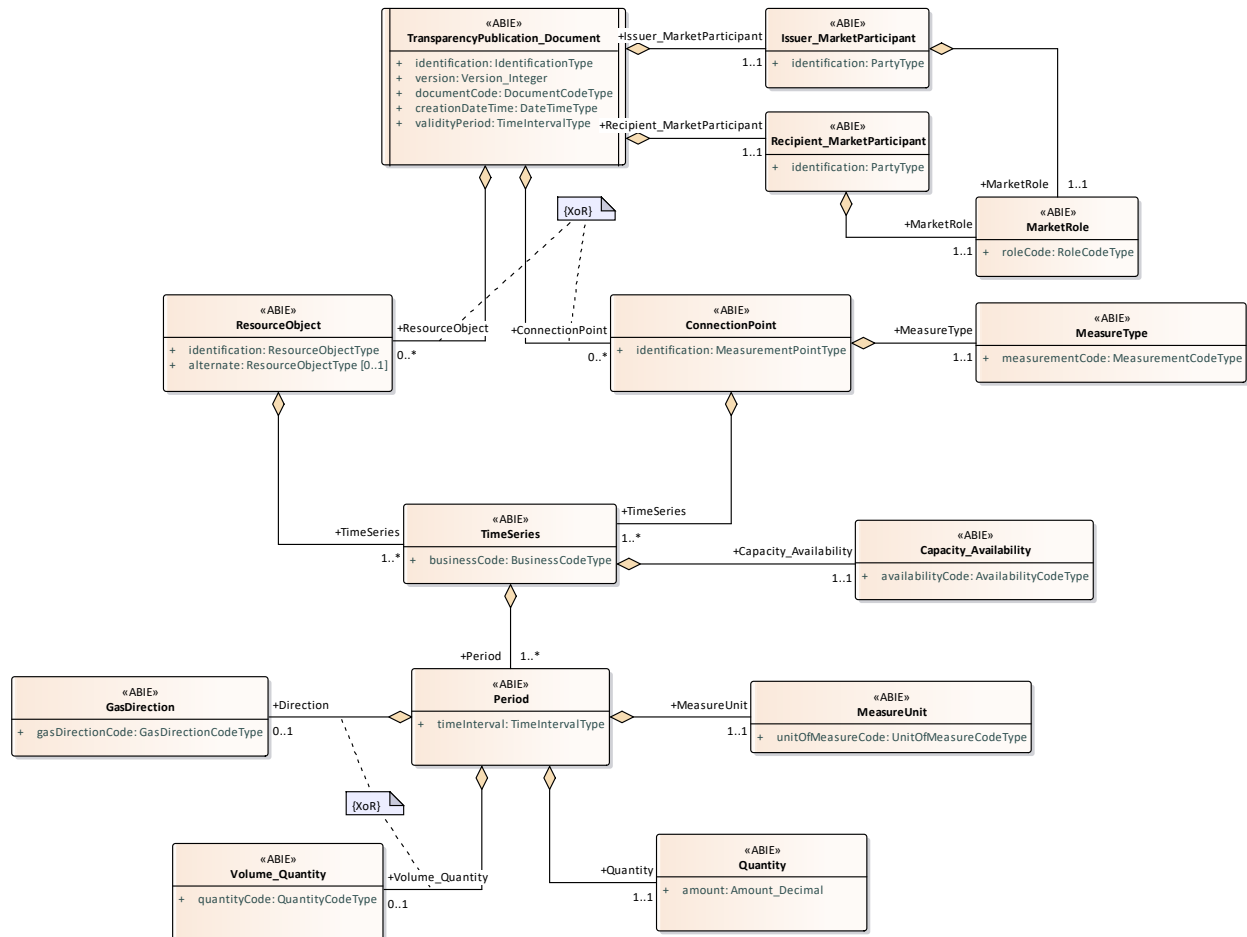 «ABIE»
TransparencyPublication_Document
+ identification: IdentificationType
+ version: Version_Integer
+ documentCode: DocumentCodeType
+ creationDateTime: DateTimeType
+ validityPeriod: TimeIntervalType
+Issuer_MarketParticipant
1..1
«ABIE»
Issuer_MarketParticipant
+ identification: PartyType
+Recipient_MarketParticipant
1..1
«ABIE»
Recipient_MarketParticipant
+ identification: PartyType
+MarketRole 1..1
+MarketRole
1..1
«ABIE»
MarketRole
+ roleCode: RoleCodeType
{XoR}
«ABIE»
ResourceObject
+ identification: ResourceObjectType
+ alternate: ResourceObjectType [0..1]
+ResourceObject
0..*
+ConnectionPoint
0..*
«ABIE»
ConnectionPoint
+ identification: MeasurementPointType
+MeasureType
1..1
«ABIE»
MeasureType
+ measurementCode: MeasurementCodeType
+TimeSeries
1..*
«ABIE»
TimeSeries
+ businessCode: BusinessCodeType
+TimeSeries
1..*
+Capacity_Availability
1..1
«ABIE»
Capacity_Availability
+ availabilityCode: AvailabilityCodeType
+Period 1..*
«ABIE»
GasDirection
+ gasDirectionCode: GasDirectionCodeType
+Direction
0..1
«ABIE»
Period
+ timeInterval: TimeIntervalType
+MeasureUnit
1..1
«ABIE»
MeasureUnit
+ unitOfMeasureCode: UnitOfMeasureCodeType
{XoR}
«ABIE»
Volume_Quantity
+ quantityCode: QuantityCodeType
+Volume_Quantity
0..1
+Quantity
1..1
«ABIE»
Quantity
+ amount: Amount_Decimal